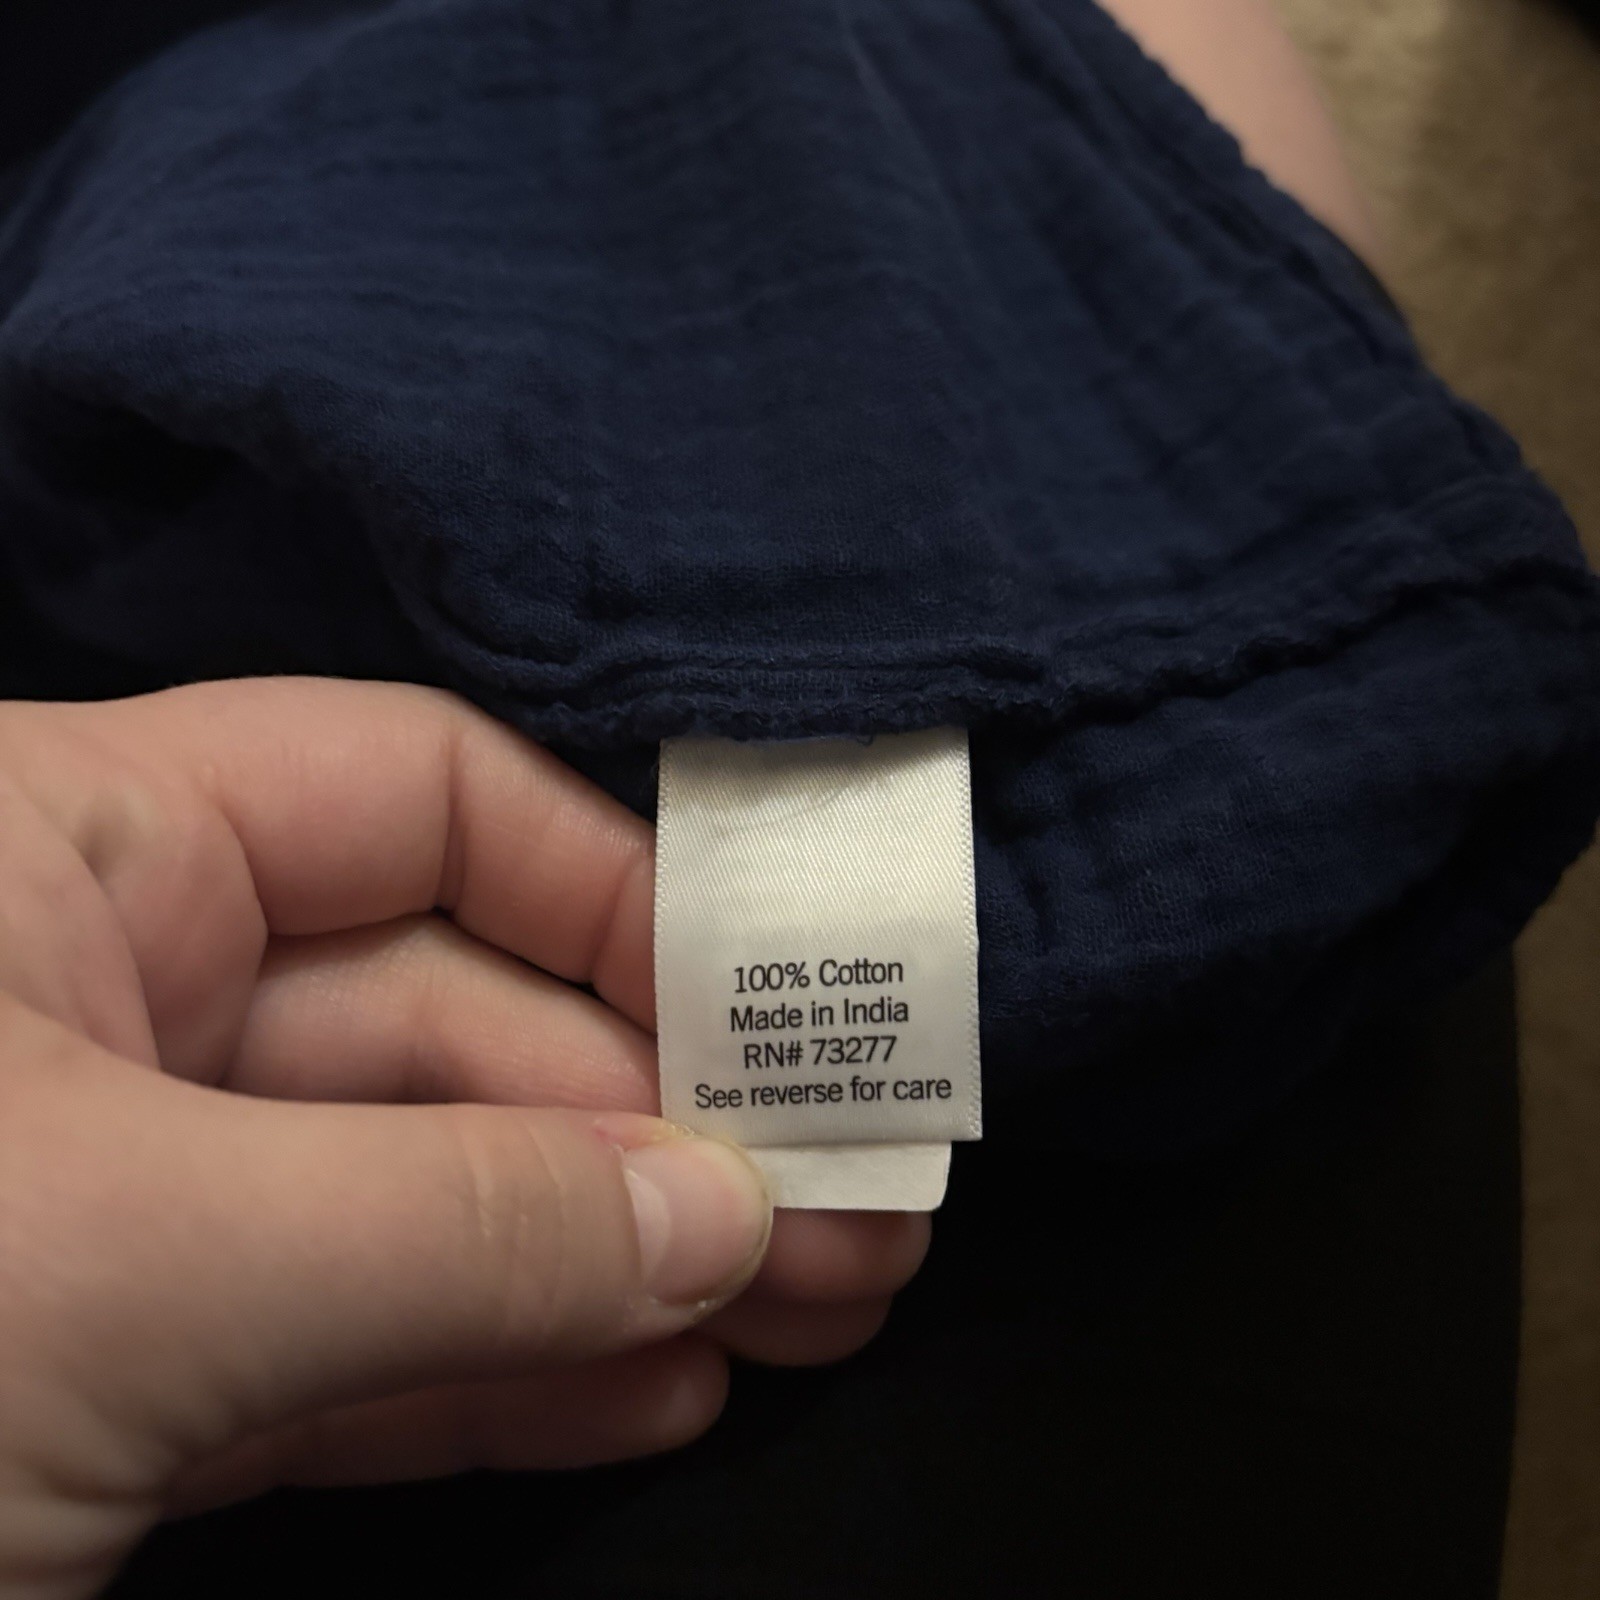 100% Cotton
Made in India
RN# 73277
See reverse for care